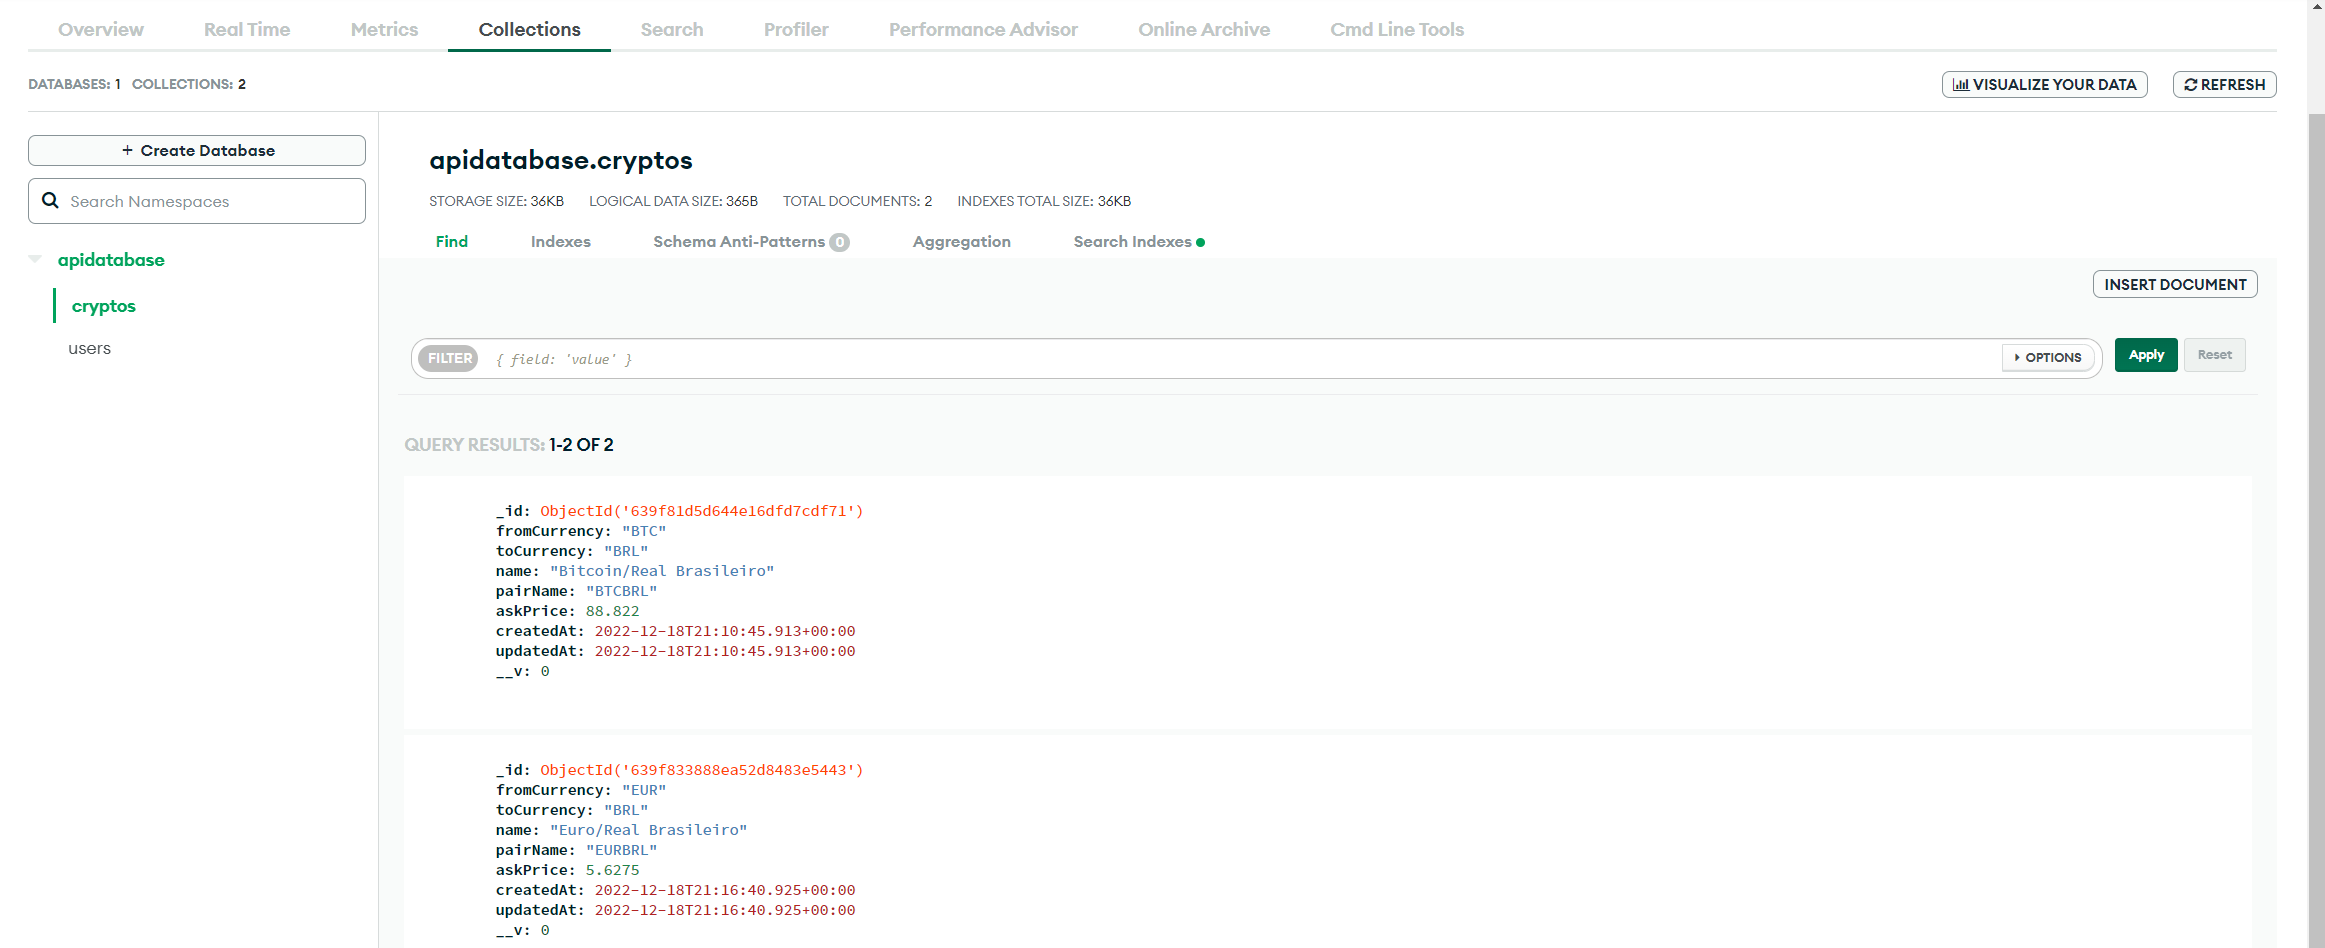 Overview Real Time Metrics Collections Search Profiler Performance Advisor Online Archive Cmd Line Tools
DATABASES: 1 COLLECTIONS: 2
VISUALIZE YOUR DATA REFRESH
+ Create Database
Search Namespaces
apidatabase
cryptos
users
apidatabase.cryptos
STORAGE SIZE: 36KB LOGICAL DATA SIZE: 365B TOTAL DOCUMENTS: 2 INDEXES TOTAL SIZE: 36KB
Find Indexes Schema Anti-Patterns 0 Aggregation Search Indexes
INSERT DOCUMENT
FILTER { field: 'value' } OPTIONS Apply Reset
QUERY RESULTS: 1-2 OF 2
_id: ObjectId('639f81d5d644e16dfd7cdf71')
fromCurrency: "BTC"
toCurrency: "BRL"
name: "Bitcoin/Real Brasileiro"
pairName: "BTCBRL"
askPrice: 88.822
createdAt: 2022-12-18T21:10:45.913+00:00
updatedAt: 2022-12-18T21:10:45.913+00:00
__v: 0
_id: ObjectId('639f833888ea52d8483e5443')
fromCurrency: "EUR"
toCurrency: "BRL"
name: "Euro/Real Brasileiro"
pairName: "EURBRL"
askPrice: 5.6275
createdAt: 2022-12-18T21:16:40.925+00:00
updatedAt: 2022-12-18T21:16:40.925+00:00
__v: 0